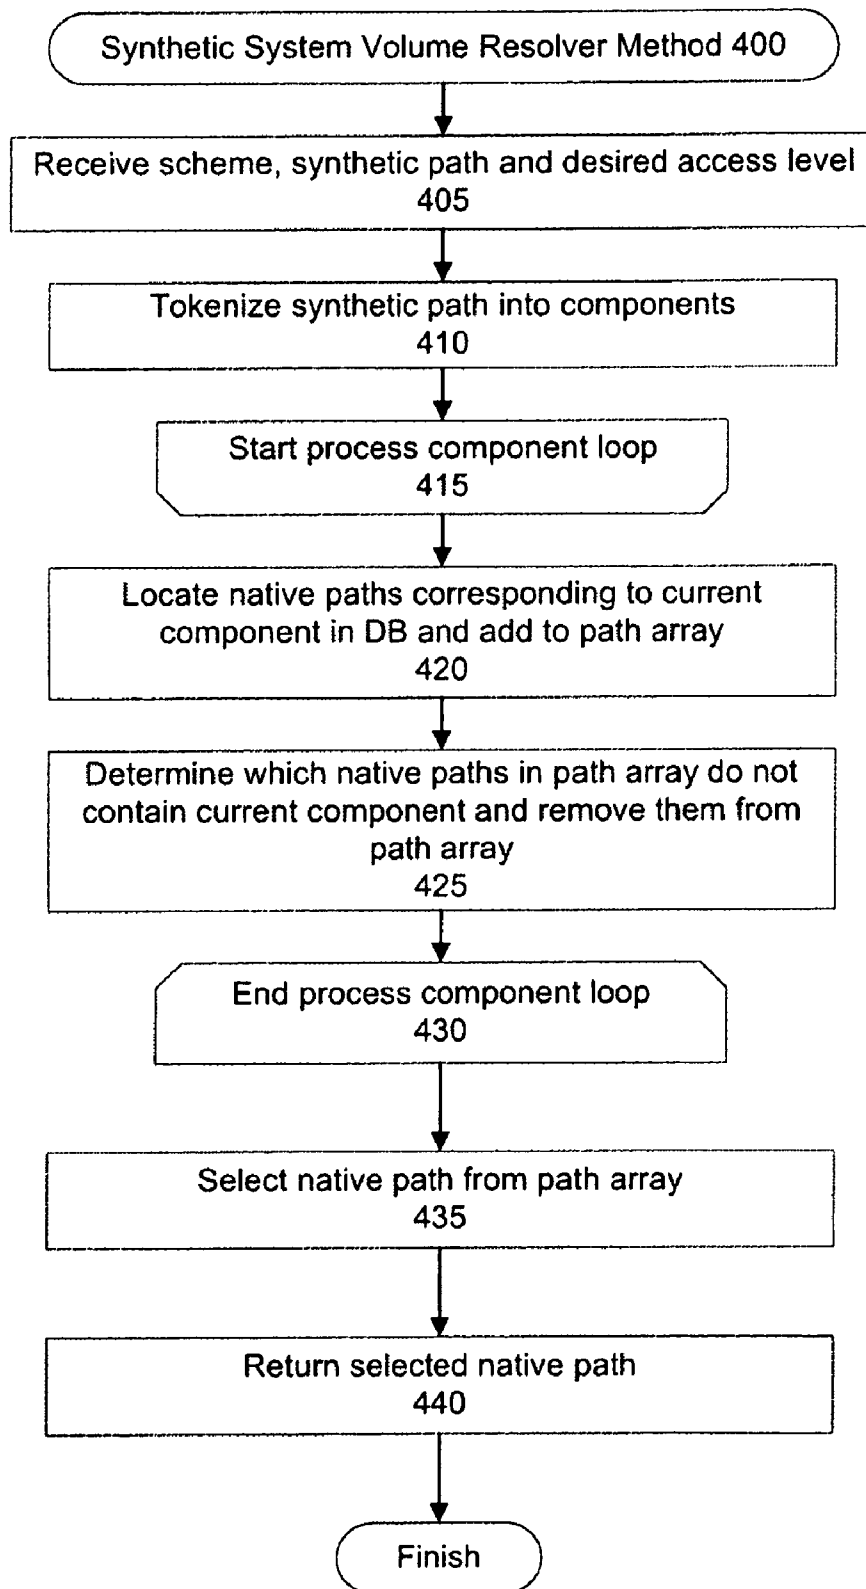 Synthetic System Volume Resolver Method 400
Receive scheme, synthetic path and desired access level
405
Tokenize synthetic path into components
410
Start process component loop
415
Locate native paths corresponding to current
component in DB and add to path array
420
Determine which native paths in path array do not
contain current component and remove them from
path array
425
End process component loop
430
Select native path from path array
435
Return selected native path
440
Finish